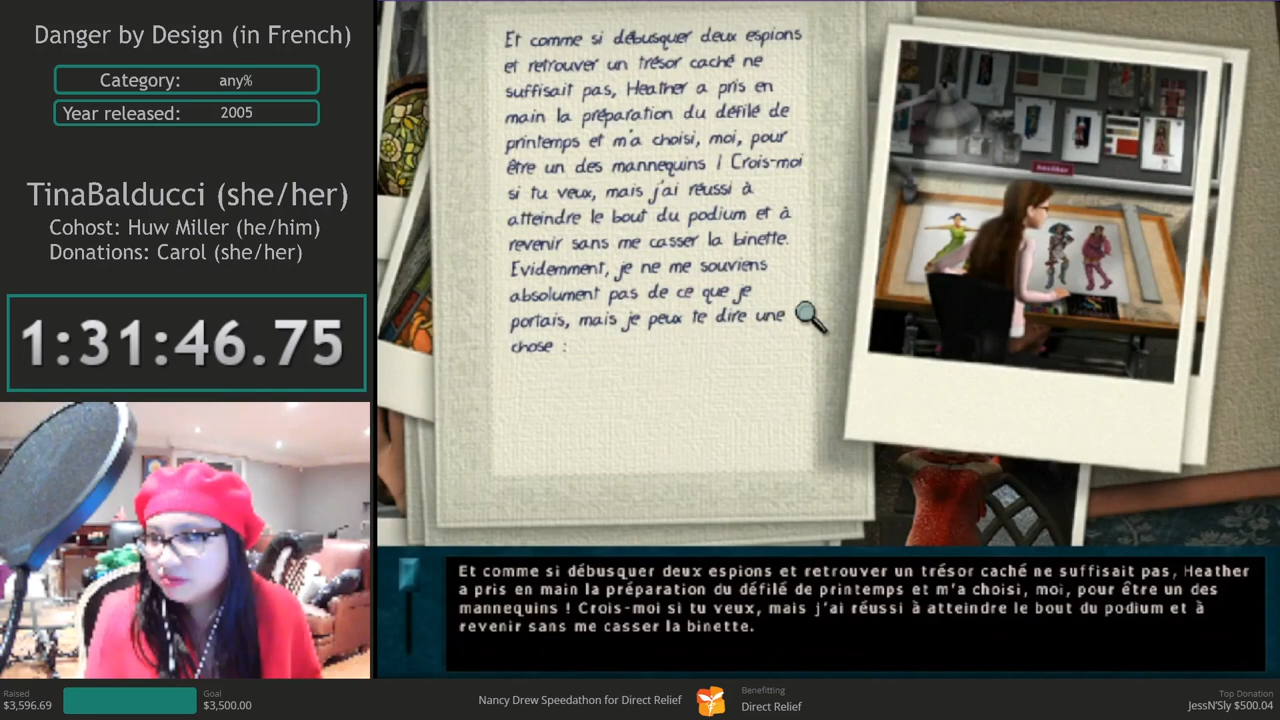 Danger by Design (in French)
Category: any%
Year released: 2005
TinaBalducci (she/her)
Cohost: Huw Miller (he/him)
Donations: Carol (she/her)
1:31:46.75
Et comme si débusquer deux espions
et retrouver un trésor caché ne
suffisait pas, Heather a pris en
main la préparation du défilé de
printemps et m'a choisi, moi, pour
être un des mannequins ! Crois-moi
si tu veux, mais j'ai réussi à
atteindre le bout du podium et à
revenir sans me casser la binette.
Evidemment, je ne me souviens
absolument pas de ce que je
portais, mais je peux te dire une
chose :
Et comme si débusquer deux espions et retrouver un trésor caché ne suffisait pas, Heather
a pris en main la préparation du défilé de printemps et m'a choisi, moi, pour être un des
mannequins ! Crois-moi si tu veux, mais j'ai réussi à atteindre le bout du podium et à
revenir sans me casser la binette.
Raised
$3,596.69
Goal
$3,500.00
Nancy Drew Speedathon for Direct Relief
Benefitting
Direct Relief
Top Donation
JessN'Sly $500.04